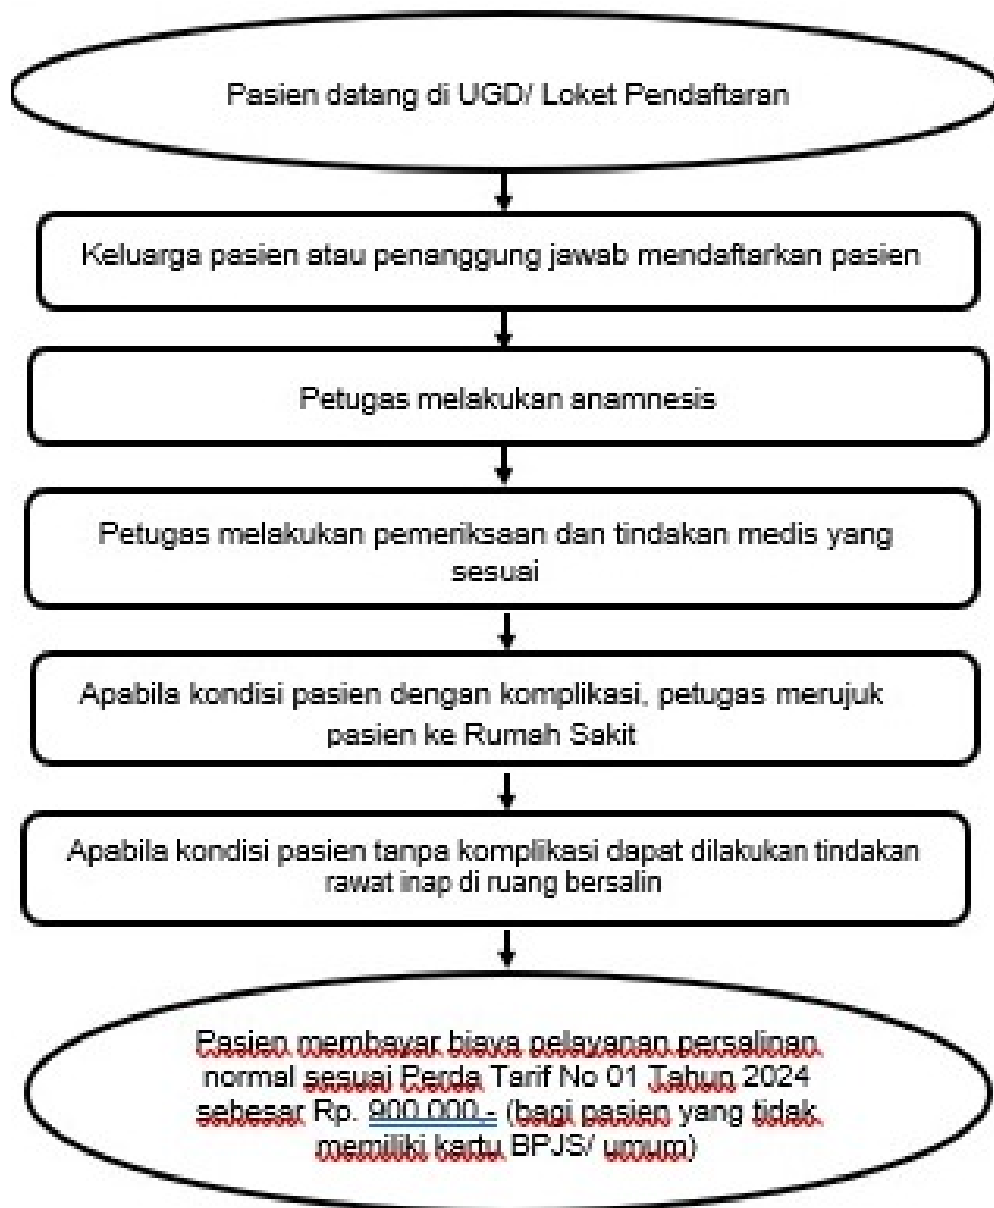 Pasien datang di UGD/ Loket Pendaftaran
Keluarga pasien atau penanggung jawab mendaftarkan pasien
Petugas melakukan anamnesis
Petugas melakukan pemeriksaan dan tindakan medis yang
sesuai
Apabila kondisi pasien dengan komplikasi, petugas merujuk
pasien ke Rumah Sakit
Apabila kondisi pasien tanpa komplikasi dapat dilakukan tindakan
rawat inap di ruang bersalin
Pasien membayar biaya pelayanan persalinan
normal sesuai Perda Tarif No 01 Tahun 2024
sebesar Rp. 900.000,- (bagi pasien yang tidak
memiliki kartu BPJS/ umum)